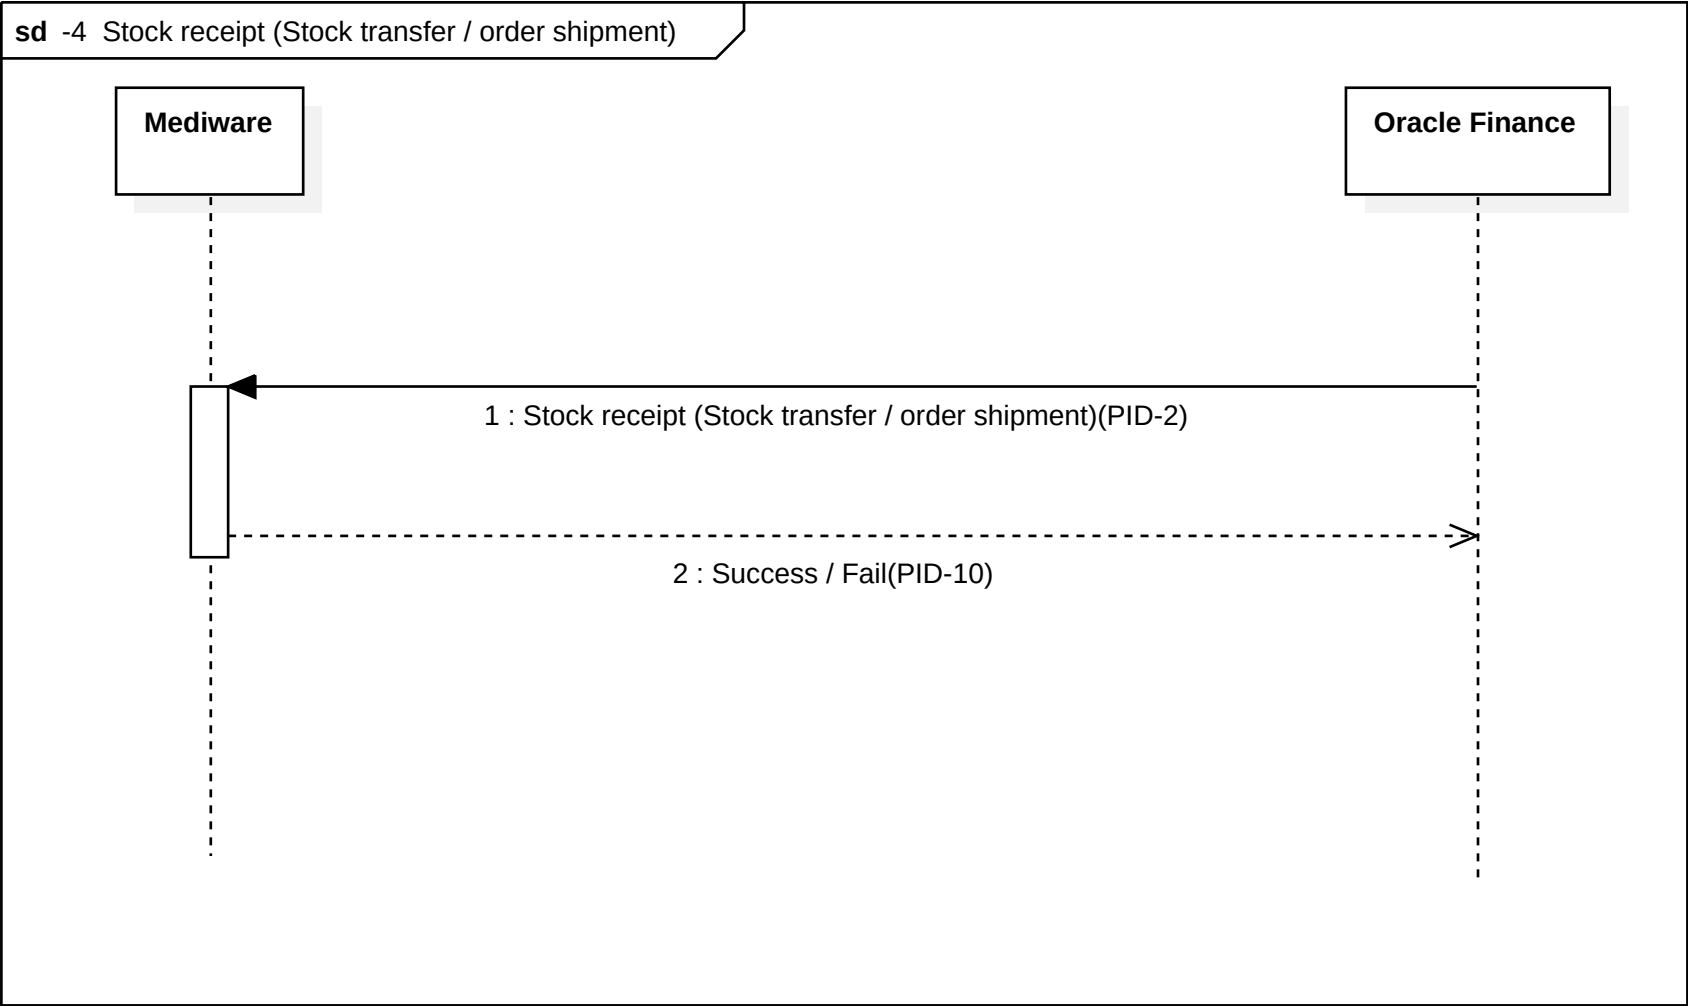 sd -4 Stock receipt (Stock transfer / order shipment)
Mediware
Oracle Finance
1 : Stock receipt (Stock transfer / order shipment)(PID-2)
2 : Success / Fail(PID-10)